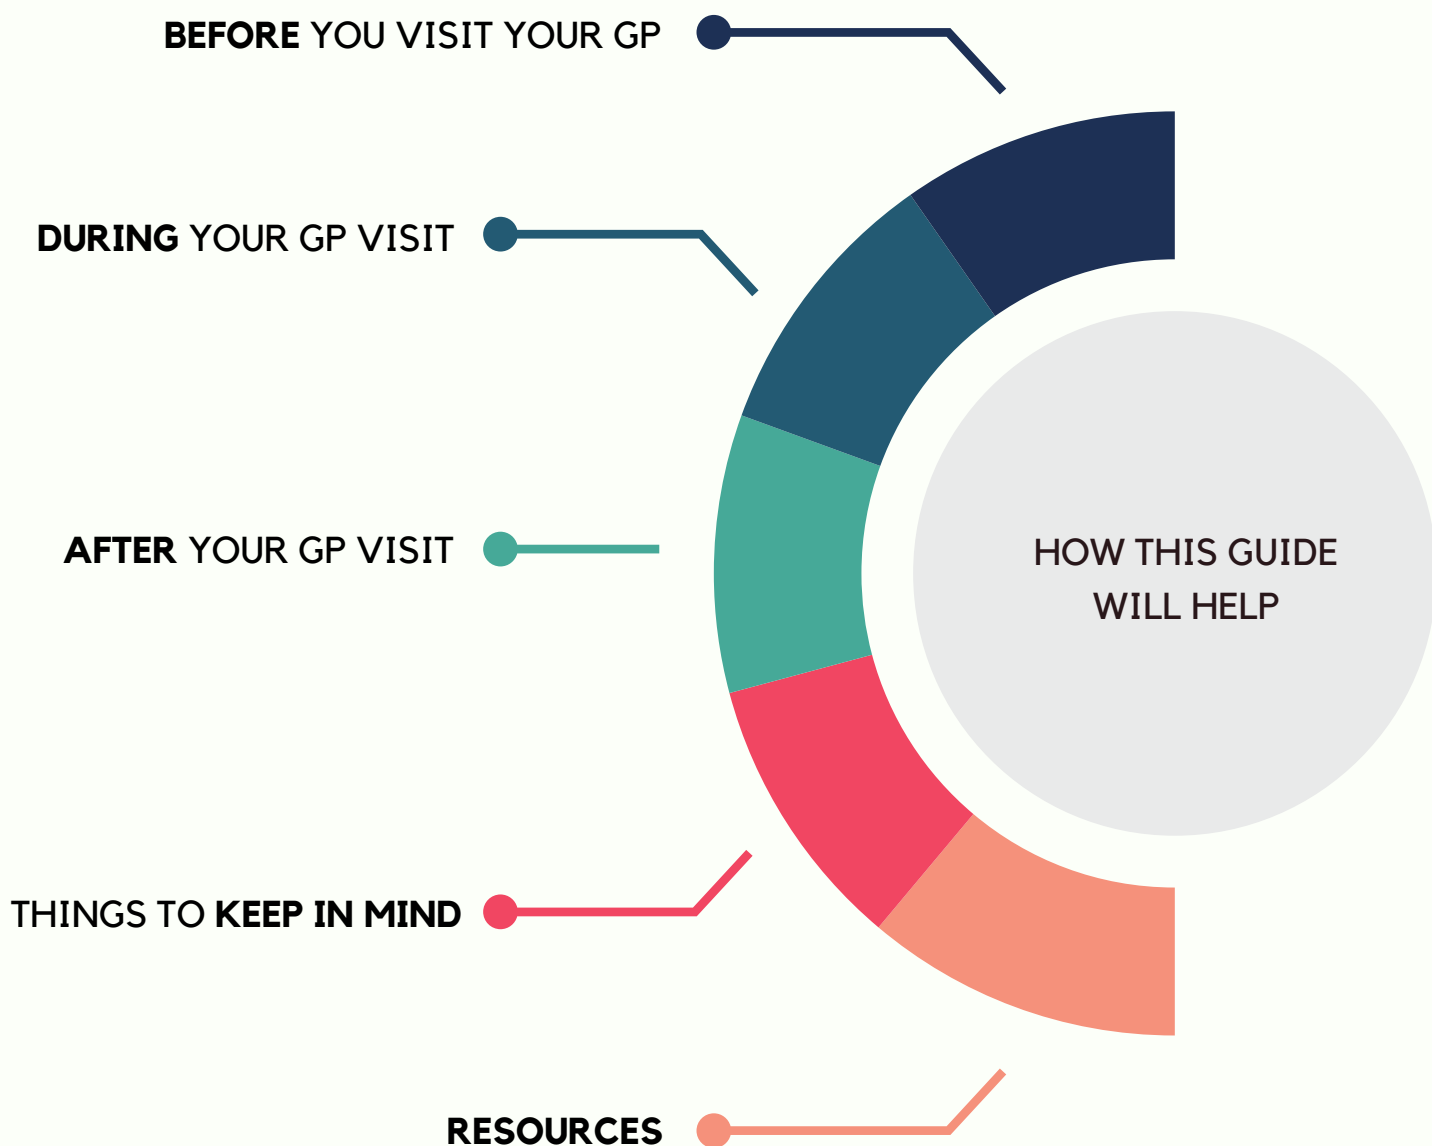 BEFORE YOU VISIT YOUR GP
DURING YOUR GP VISIT
AFTER YOUR GP VISIT
HOW THIS GUIDE
WILL HELP
THINGS TO KEEP IN MIND
RESOURCES